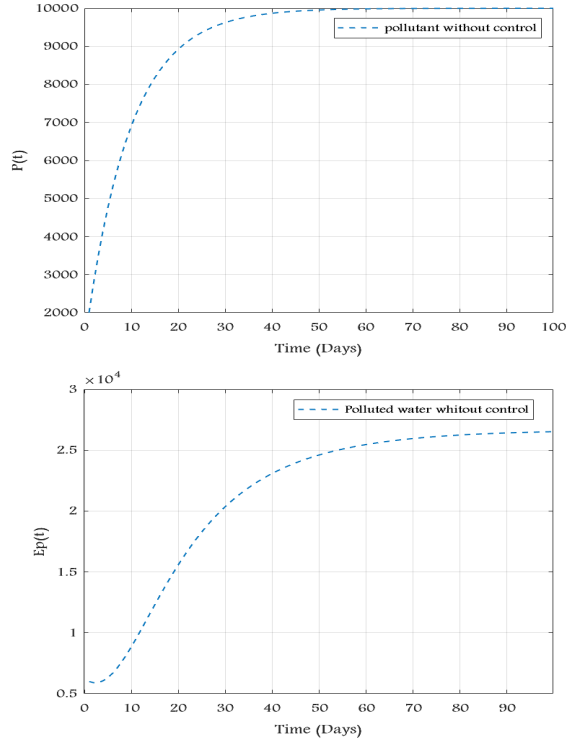 10000
9000
8000
7000
6000
5000
4000
3000
2000
P(t)
pollutant without control
0 10 20 30 40 50 60 70 80 90 100
Time (Days)
×10^4
3
2.5
2
1.5
1
0.5
Ep(t)
Polluted water whitout control
0 10 20 30 40 50 60 70 80 90
Time (Days)